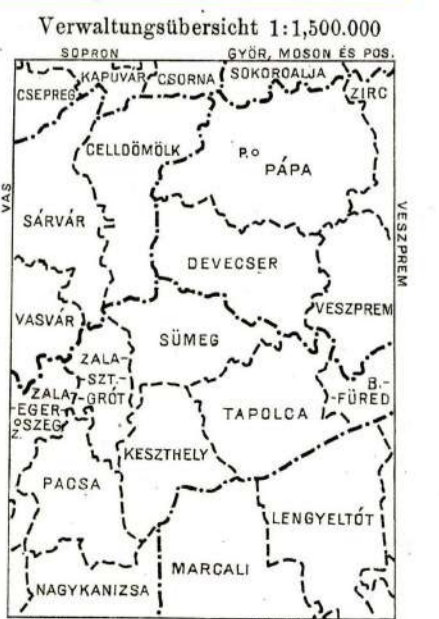 Verwaltungsübersicht 1:1,500.000
SOPRON
GYÖR, MOSON ÉS POS.
KAPUVÁR
CSORNA
SOKOROALJA
CSEPREG
ZIRC
CELLDÖMÖLK
P.
PÁPA
VAS
VESZPREM
SÁRVÁR
DEVECSER
VASVÁR
VESZPREM
SÜMEG
ZALA-
-SZT.-
-GRÓT
B.-
-FÜRED
ZALA-
-EGER-
SZEG
Z.
TAPOLCA
KESZTHELY
PACSA
LENGYELTÓT
MARCALI
NAGYKANIZSA